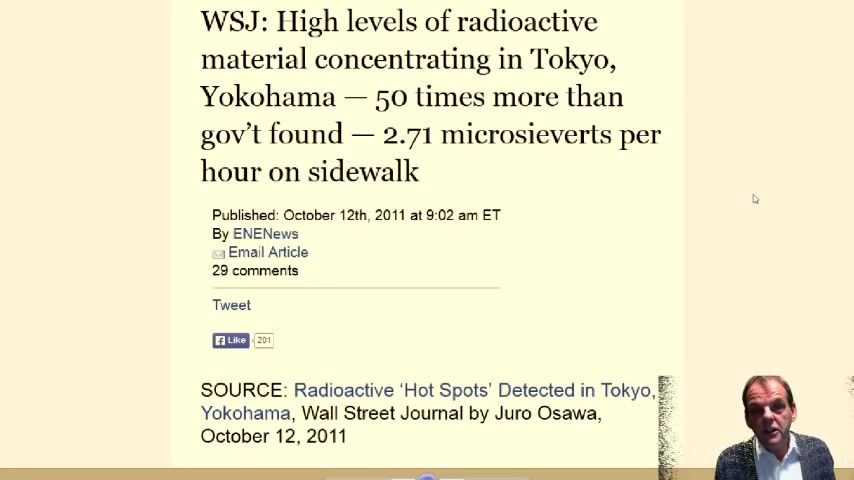 WSJ: High levels of radioactive
material concentrating in Tokyo,
Yokohama — 50 times more than
gov't found — 2.71 microsieverts per
hour on sidewalk
Published: October 12th, 2011 at 9:02 am ET
By ENENews
Email Article
29 comments
Tweet
Like 201
SOURCE: Radioactive ‘Hot Spots’ Detected in Tokyo,
Yokohama, Wall Street Journal by Juro Osawa,
October 12, 2011